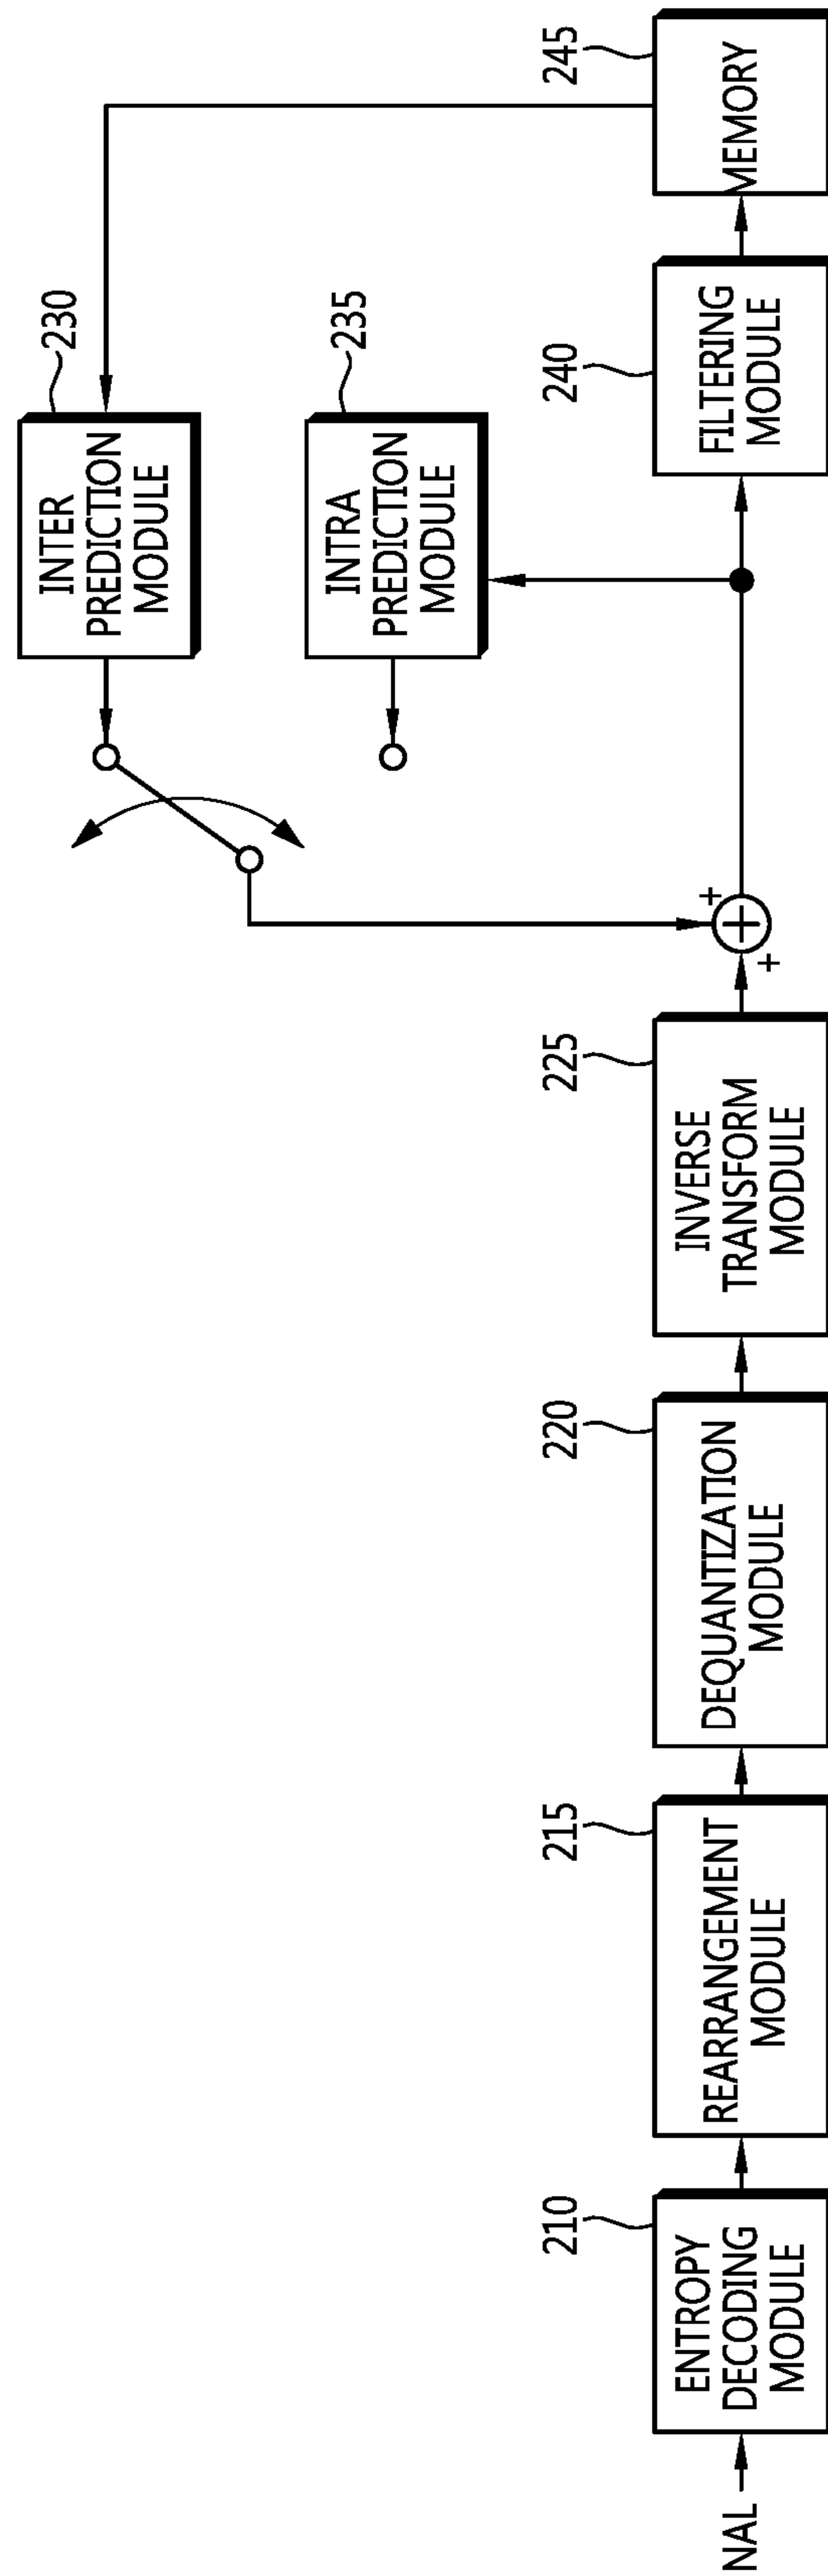 230
INTER
PREDICTION
MODULE
235
INTRA
PREDICTION
MODULE
+
+
NAL
210
ENTROPY
DECODING
MODULE
215
REARRANGEMENT
MODULE
220
DEQUANTIZATION
MODULE
225
INVERSE
TRANSFORM
MODULE
240
FILTERING
MODULE
245
MEMORY